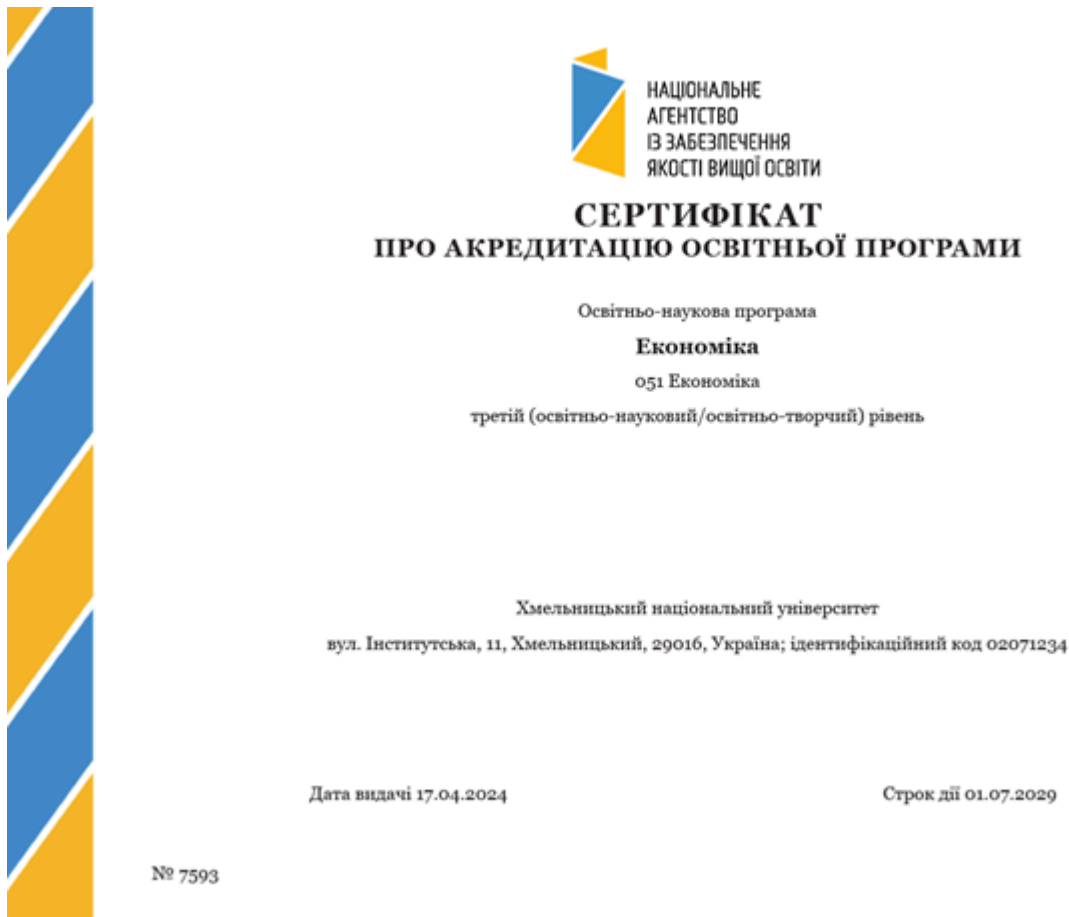 НАЦІОНАЛЬНЕ
АГЕНТСТВО
ІЗ ЗАБЕЗПЕЧЕННЯ
ЯКОСТІ ВИЩОЇ ОСВІТИ
СЕРТИФІКАТ
ПРО АКРЕДИТАЦІЮ ОСВІТНЬОЇ ПРОГРАМИ
Освітньо-наукова програма
Економіка
051 Економіка
третій (освітньо-науковий/освітньо-творчий) рівень
Хмельницький національний університет
вул. Інститутська, 11, Хмельницький, 29016, Україна; ідентифікаційний код 02071234
Дата видачі 17.04.2024 Строк дії 01.07.2029
№ 7593